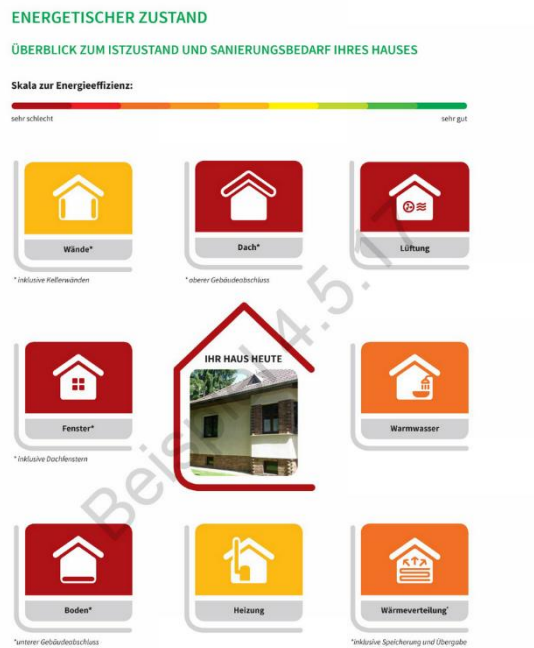 ENERGETISCHER ZUSTAND
ÜBERBLICK ZUM ISTZUSTAND UND SANIERUNGSBEDARF IHRES HAUSES
Skala zur Energieeffizienz:
sehr schlecht
sehr gut
Wände*
Dach*
Lüftung
* inklusive Kellerwänden
* oberer Gebäudeabschluss
IHR HAUS HEUTE
Fenster*
Warmwasser
* inklusive Dachfenstern
Boden*
Heizung
Wärmeverteilung*
*unterer Gebäudeabschluss
*inklusive Speicherung und Übergabe